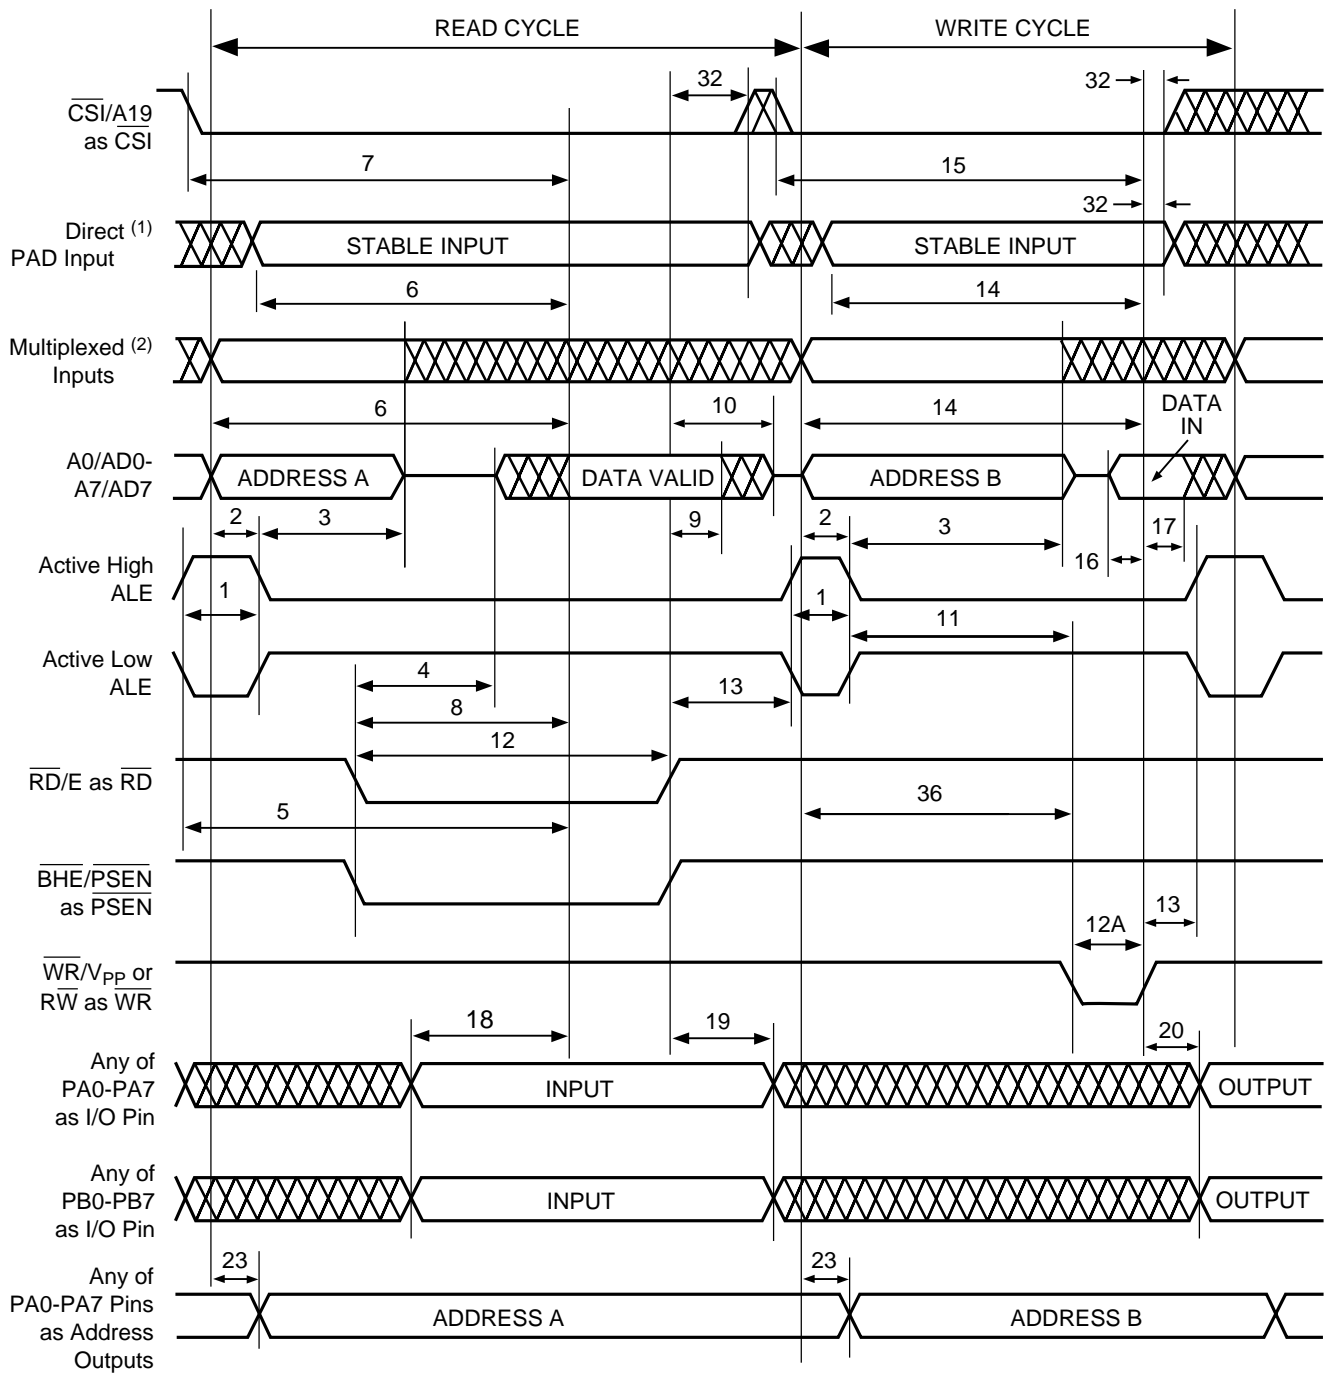 READ CYCLE
WRITE CYCLE
32
32
CSI/A19
as CSI
7
15
32
Direct (1)
PAD Input
STABLE INPUT
STABLE INPUT
6
14
Multiplexed (2)
Inputs
6
10
14
DATA
IN
A0/AD0-
A7/AD7
ADDRESS A
DATA VALID
ADDRESS B
2
3
9
2
3
17
16
Active High
ALE
1
1
11
Active Low
ALE
4
13
8
12
RD/E as RD
36
5
BHE/PSEN
as PSEN
12A
13
WR/VPP or
RW as WR
18
19
20
Any of
PA0-PA7
as I/O Pin
INPUT
OUTPUT
Any of
PB0-PB7
as I/O Pin
INPUT
OUTPUT
23
23
Any of
PA0-PA7 Pins
as Address
Outputs
ADDRESS A
ADDRESS B